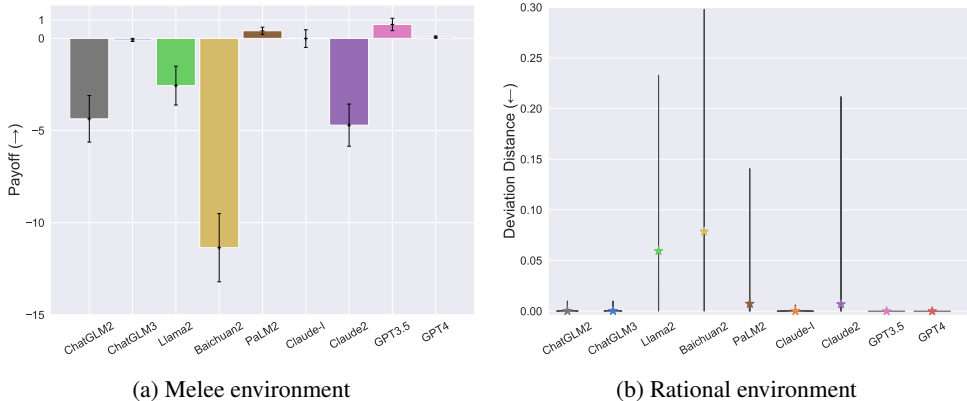 1
0
−5
−10
−15
Payoff (→)
ChatGLM2
ChatGLM3
Llama2
Baichuan2
PaLM2
Claude-I
Claude2
GPT3.5
GPT4
(a) Melee environment
0.30
0.25
0.20
0.15
0.10
0.05
0.00
Deviation Distance (←)
ChatGLM2
ChatGLM3
Llama2
Baichuan2
PaLM2
Claude-I
Claude2
GPT3.5
GPT4
(b) Rational environment